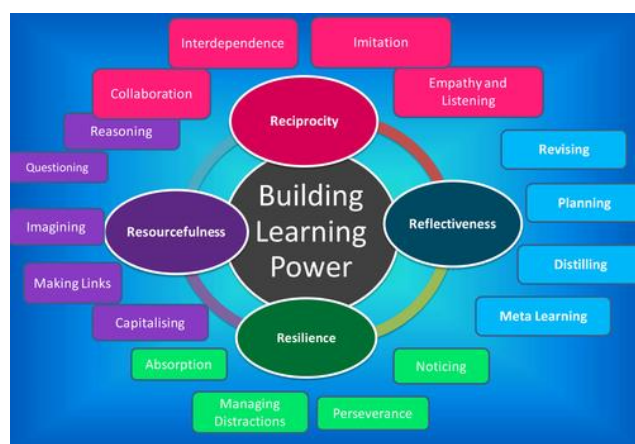 Interdependence
Imitation
Collaboration
Empathy and
Listening
Reasoning
Reciprocity
Questioning
Revising
Building
Learning
Power
Planning
Imagining
Resourcefulness
Reflectiveness
Making Links
Distilling
Capitalising
Meta Learning
Resilience
Absorption
Noticing
Managing
Distractions
Perseverance